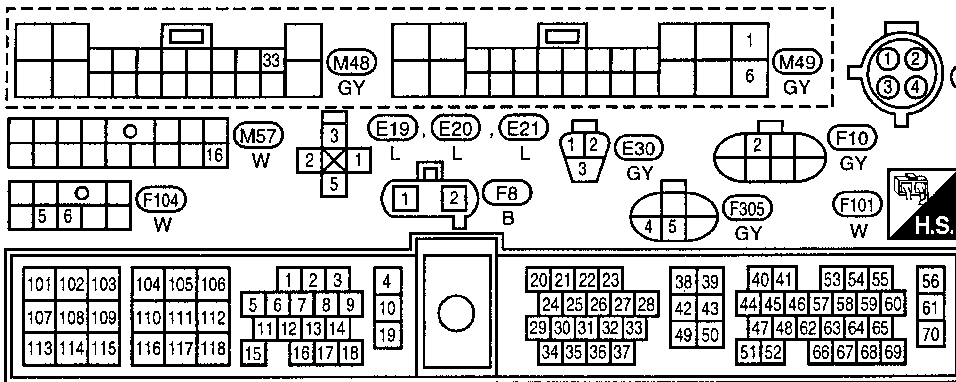 33 M48 GY
1 6 M49 GY
1 2 3 4
16 M57 W
3 2 1 5
E19 , E20 , E21
L L L
1 2 3 E30 GY
2 F10 GY
5 6 F104 W
1 2 F8 B
4 5 F305 GY
F101 W
H.S.
101 102 103 104 105 106 1 2 3 4 20 21 22 23 38 39 40 41 53 54 55 56
5 6 7 8 9 10 24 25 26 27 28 44 45 46 57 58 59 60
107 108 109 110 111 112 42 43 61
11 12 13 14 19 29 30 31 32 33 49 50 47 48 62 63 64 65 70
113 114 115 116 117 118 15 16 17 18 34 35 36 37 51 52 66 67 68 69